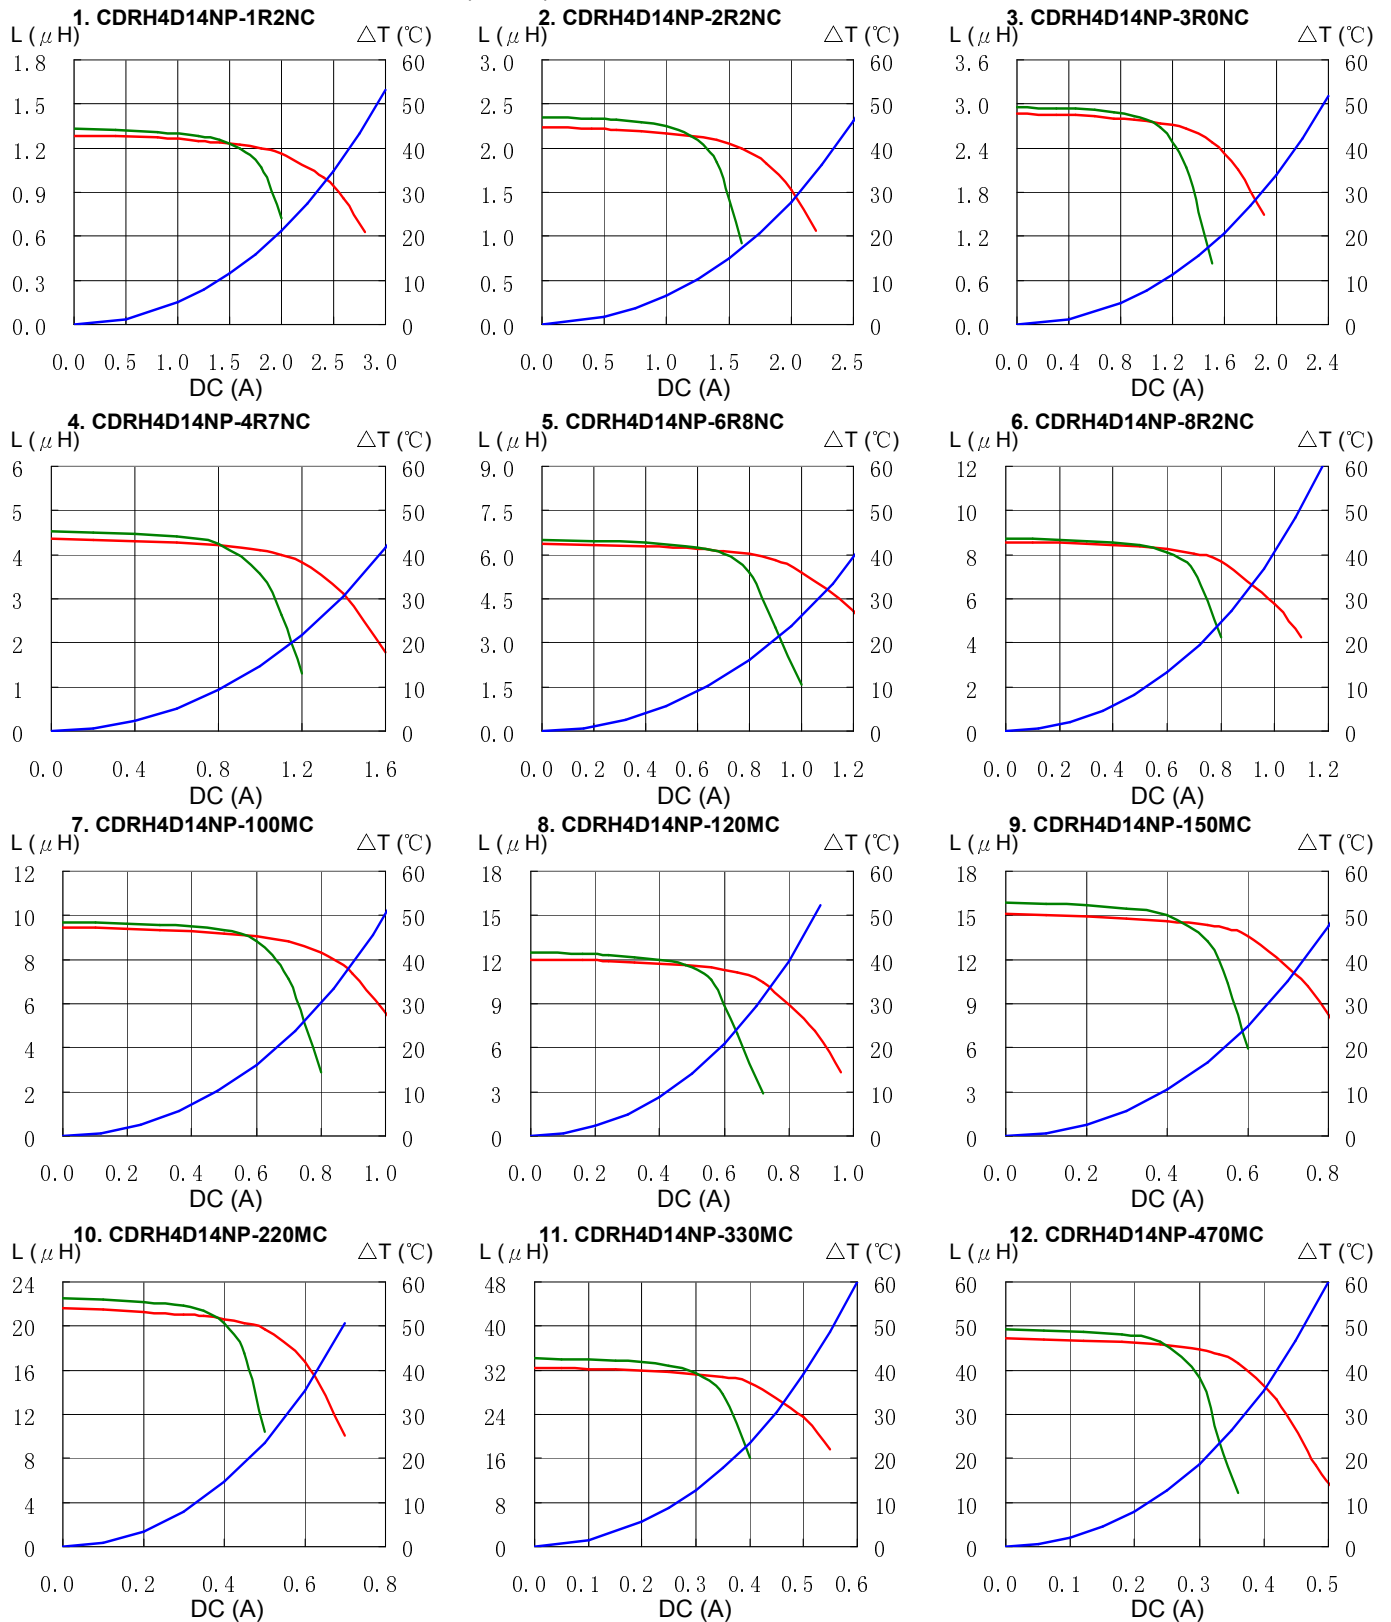 1. CDRH4D14NP-1R2NC
L (μH) △T (℃)
1.8 60
1.5 50
1.2 40
0.9 30
0.6 20
0.3 10
0.0 0
0.0 0.5 1.0 1.5 2.0 2.5 3.0
DC (A)
2. CDRH4D14NP-2R2NC
L (μH) △T (℃)
3.0 60
2.5 50
2.0 40
1.5 30
1.0 20
0.5 10
0.0 0
0.0 0.5 1.0 1.5 2.0 2.5
DC (A)
3. CDRH4D14NP-3R0NC
L (μH) △T (℃)
3.6 60
3.0 50
2.4 40
1.8 30
1.2 20
0.6 10
0.0 0
0.0 0.4 0.8 1.2 1.6 2.0 2.4
DC (A)
4. CDRH4D14NP-4R7NC
L (μH) △T (℃)
6 60
5 50
4 40
3 30
2 20
1 10
0 0
0.0 0.4 0.8 1.2 1.6
DC (A)
5. CDRH4D14NP-6R8NC
L (μH) △T (℃)
9.0 60
7.5 50
6.0 40
4.5 30
3.0 20
1.5 10
0.0 0
0.0 0.2 0.4 0.6 0.8 1.0 1.2
DC (A)
6. CDRH4D14NP-8R2NC
L (μH) △T (℃)
12 60
10 50
8 40
6 30
4 20
2 10
0 0
0.0 0.2 0.4 0.6 0.8 1.0 1.2
DC (A)
7. CDRH4D14NP-100MC
L (μH) △T (℃)
12 60
10 50
8 40
6 30
4 20
2 10
0 0
0.0 0.2 0.4 0.6 0.8 1.0
DC (A)
8. CDRH4D14NP-120MC
L (μH) △T (℃)
18 60
15 50
12 40
9 30
6 20
3 10
0 0
0.0 0.2 0.4 0.6 0.8 1.0
DC (A)
9. CDRH4D14NP-150MC
L (μH) △T (℃)
18 60
15 50
12 40
9 30
6 20
3 10
0 0
0.0 0.2 0.4 0.6 0.8
DC (A)
10. CDRH4D14NP-220MC
L (μH) △T (℃)
24 60
20 50
16 40
12 30
8 20
4 10
0 0
0.0 0.2 0.4 0.6 0.8
DC (A)
11. CDRH4D14NP-330MC
L (μH) △T (℃)
48 60
40 50
32 40
24 30
16 20
8 10
0 0
0.0 0.1 0.2 0.3 0.4 0.5 0.6
DC (A)
12. CDRH4D14NP-470MC
L (μH) △T (℃)
60 60
50 50
40 40
30 30
20 20
10 10
0 0
0.0 0.1 0.2 0.3 0.4 0.5
DC (A)